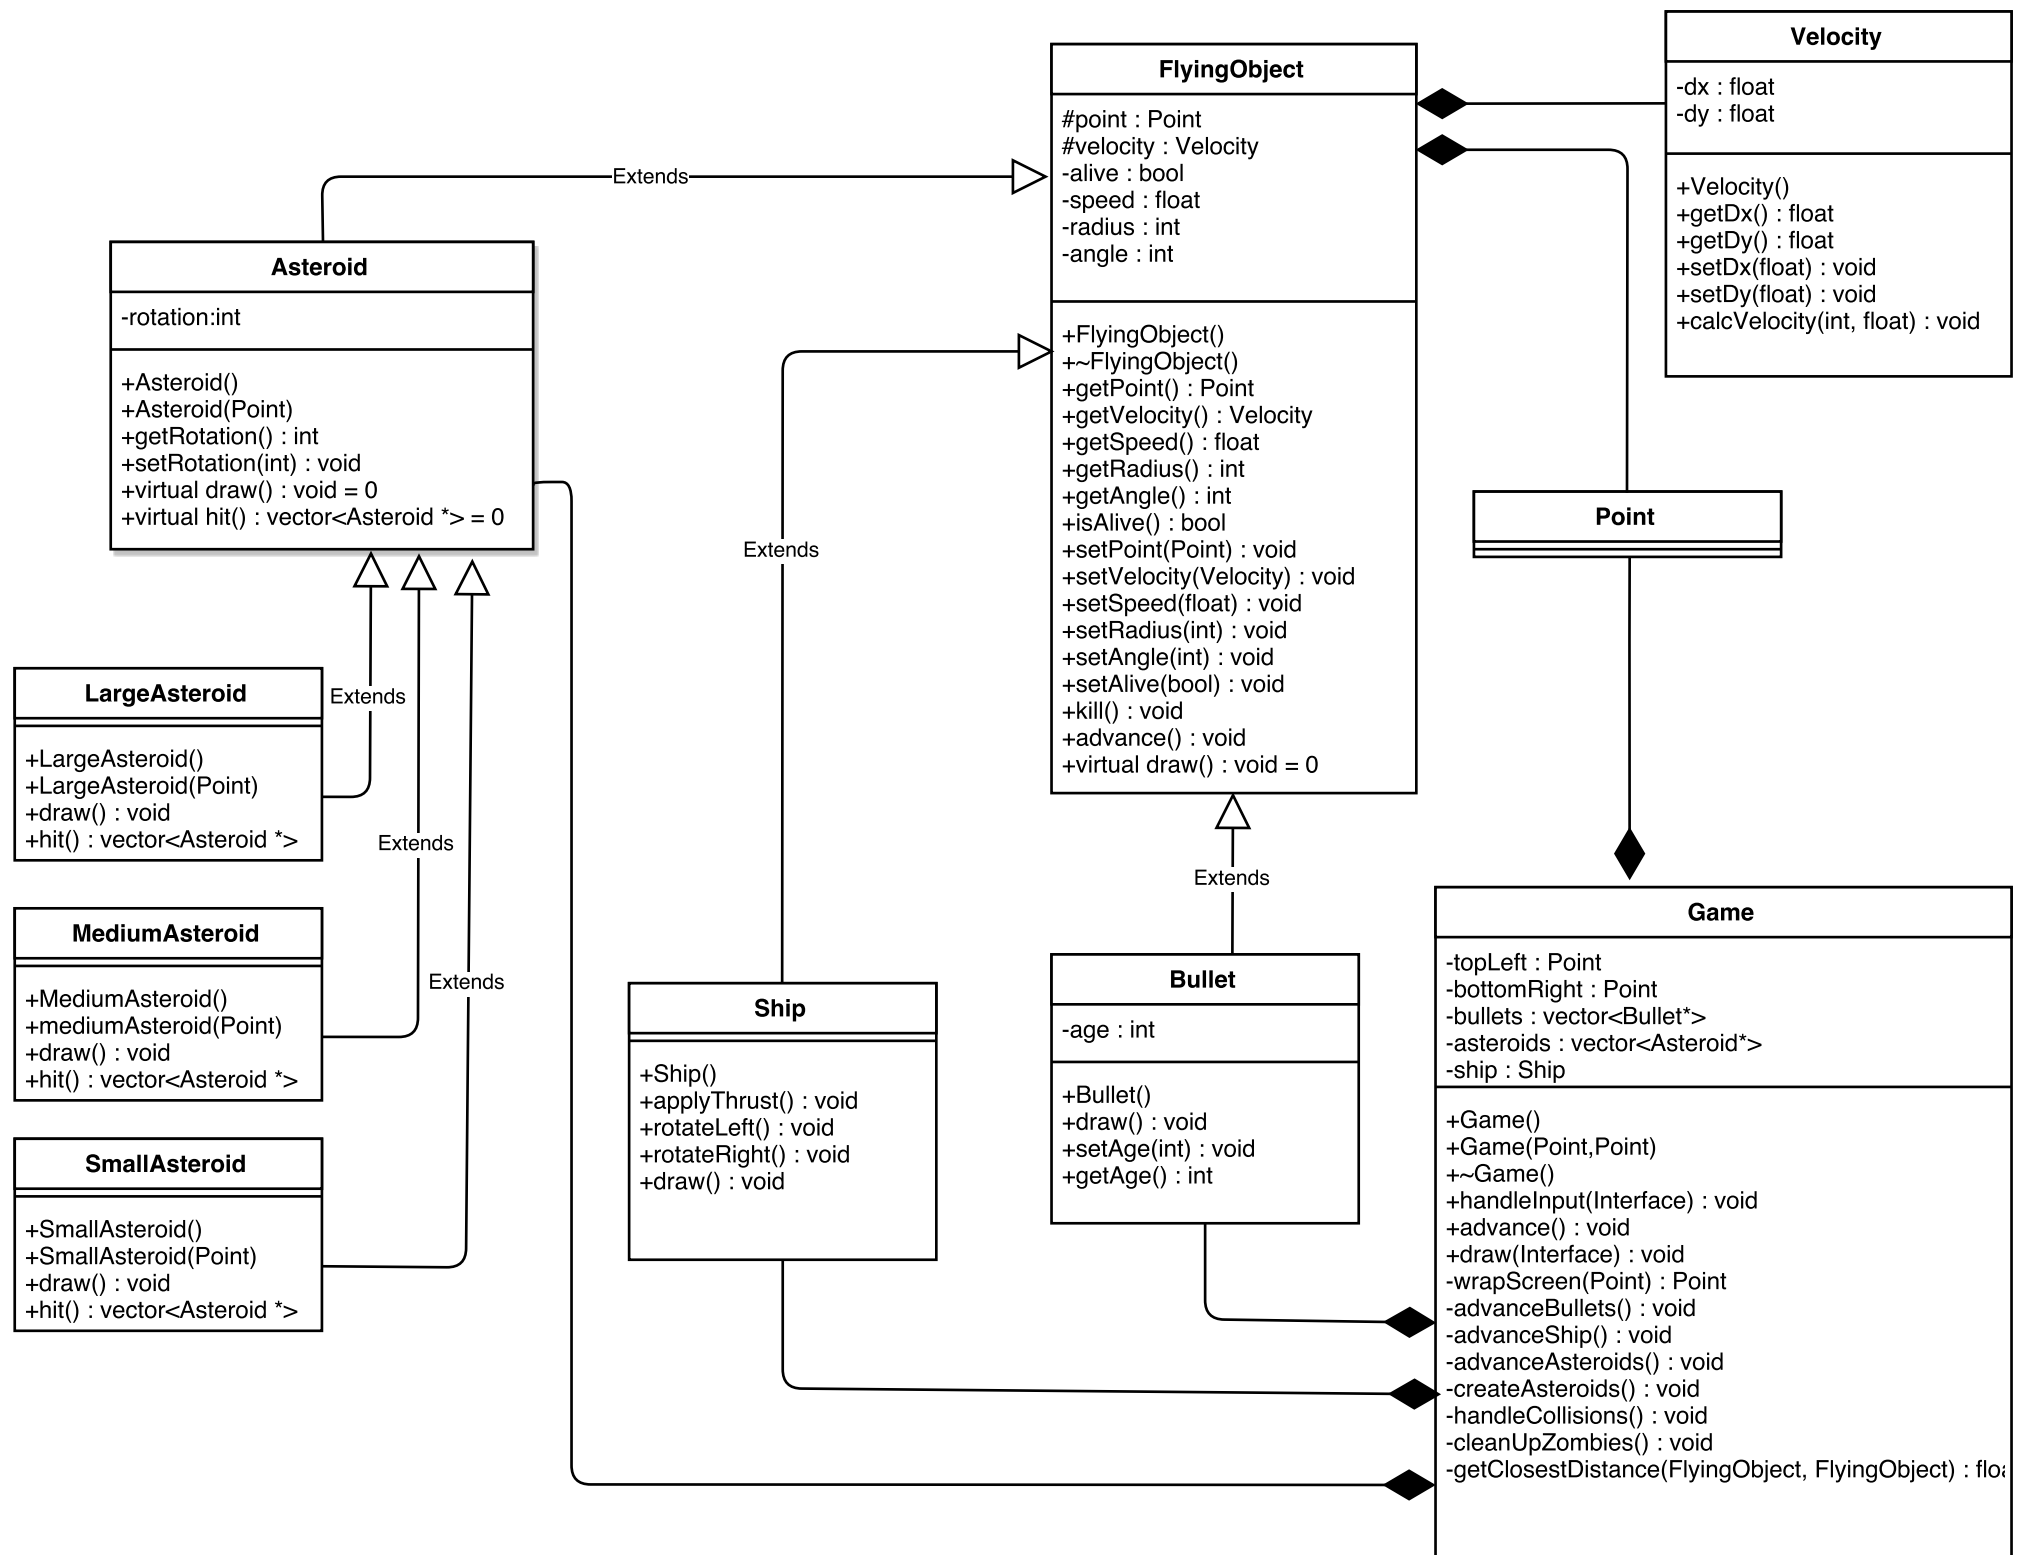 Velocity
-dx : float
-dy : float
+Velocity()
+getDx() : float
+getDy() : float
+setDx(float) : void
+setDy(float) : void
+calcVelocity(int, float) : void
FlyingObject
#point : Point
#velocity : Velocity
-alive : bool
-speed : float
-radius : int
-angle : int
+FlyingObject()
+~FlyingObject()
+getPoint() : Point
+getVelocity() : Velocity
+getSpeed() : float
+getRadius() : int
+getAngle() : int
+isAlive() : bool
+setPoint(Point) : void
+setVelocity(Velocity) : void
+setSpeed(float) : void
+setRadius(int) : void
+setAngle(int) : void
+setAlive(bool) : void
+kill() : void
+advance() : void
+virtual draw() : void = 0
Extends
Asteroid
-rotation:int
+Asteroid()
+Asteroid(Point)
+getRotation() : int
+setRotation(int) : void
+virtual draw() : void = 0
+virtual hit() : vector<Asteroid *> = 0
Extends
Point
LargeAsteroid
+LargeAsteroid()
+LargeAsteroid(Point)
+draw() : void
+hit() : vector<Asteroid *>
Extends
Extends
Extends
MediumAsteroid
+MediumAsteroid()
+mediumAsteroid(Point)
+draw() : void
+hit() : vector<Asteroid *>
SmallAsteroid
+SmallAsteroid()
+SmallAsteroid(Point)
+draw() : void
+hit() : vector<Asteroid *>
Ship
+Ship()
+applyThrust() : void
+rotateLeft() : void
+rotateRight() : void
+draw() : void
Extends
Bullet
-age : int
+Bullet()
+draw() : void
+setAge(int) : void
+getAge() : int
Game
-topLeft : Point
-bottomRight : Point
-bullets : vector<Bullet*>
-asteroids : vector<Asteroid*>
-ship : Ship
+Game()
+Game(Point,Point)
+~Game()
+handleInput(Interface) : void
+advance() : void
+draw(Interface) : void
-wrapScreen(Point) : Point
-advanceBullets() : void
-advanceShip() : void
-advanceAsteroids() : void
-createAsteroids() : void
-handleCollisions() : void
-cleanUpZombies() : void
-getClosestDistance(FlyingObject, FlyingObject) :